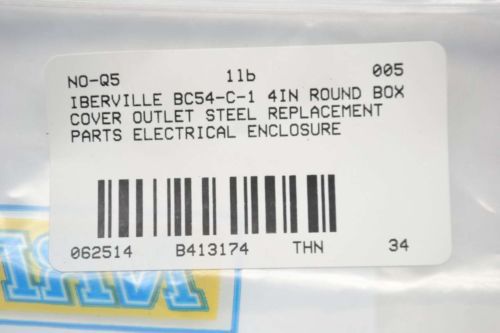 NO-Q5 1lb 005
IBERVILLE BC54-C-1 4IN ROUND BOX
COVER OUTLET STEEL REPLACEMENT
PARTS ELECTRICAL ENCLOSURE
062514 B413174 THN 34
NRI